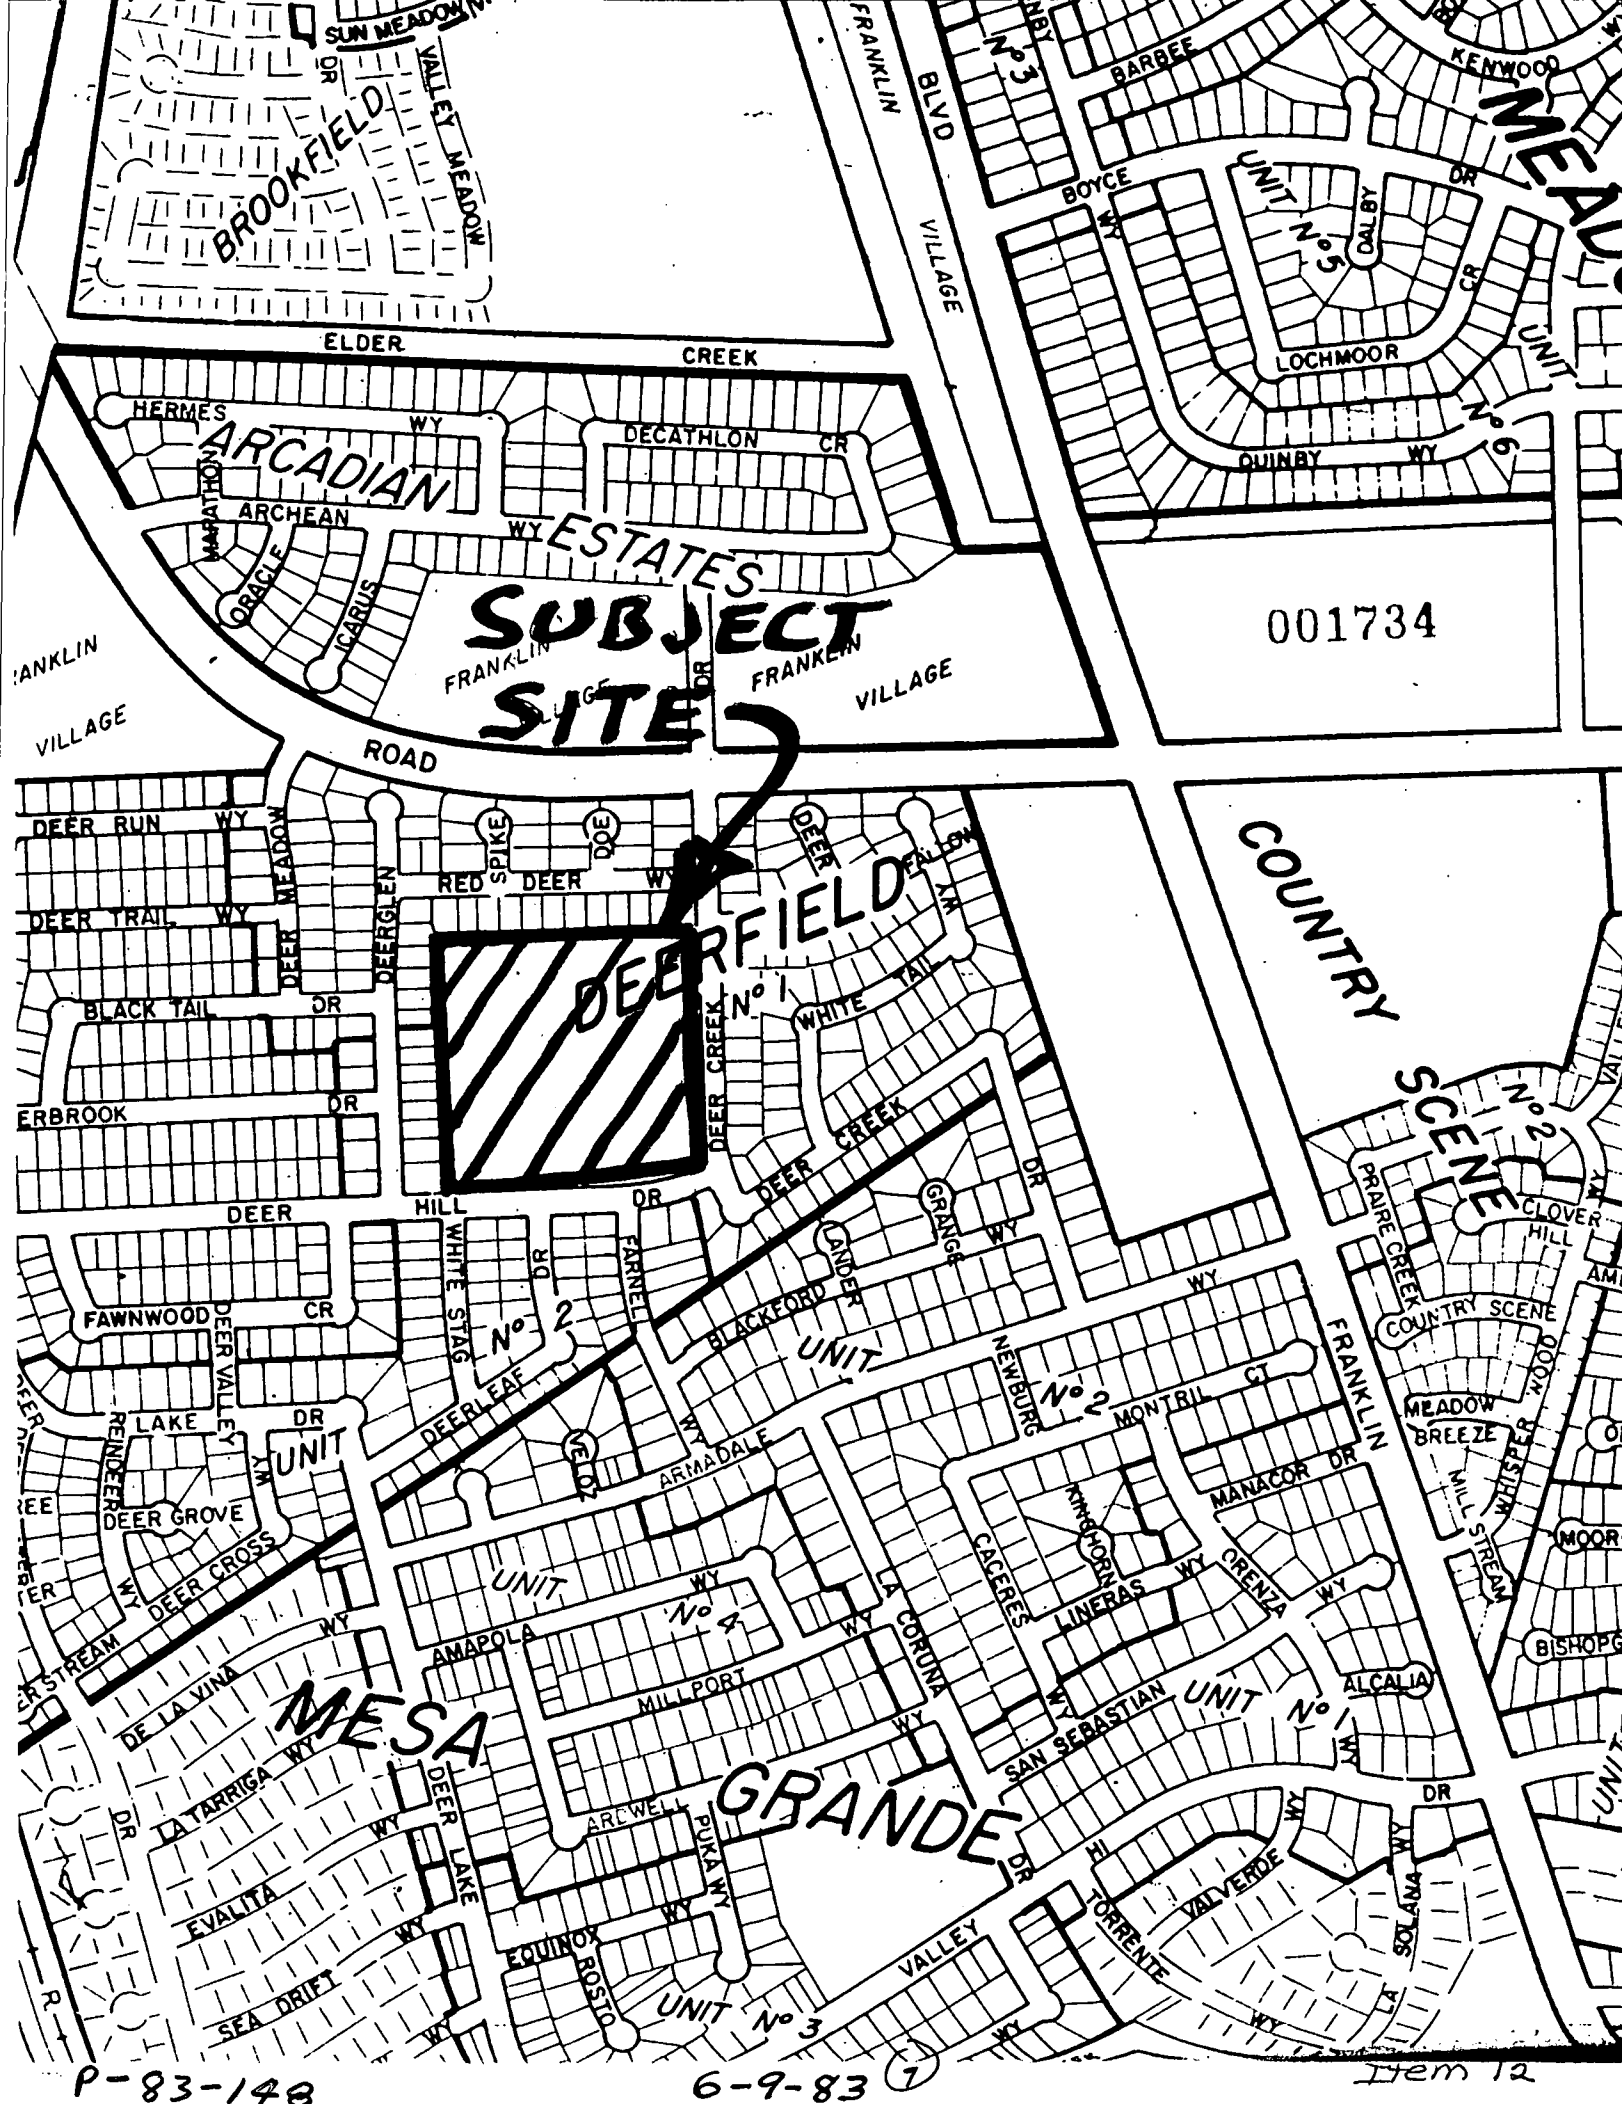 SUN MEADOW
DR
VALLEY MEADOW
BROOKFIELD
FRANKLIN
BLVD
VILLAGE
Nº 3
BARBEE
KENWOOD
BOYCE
WY
UNIT
Nº 5
DALBY
DR
CR
LOCHMOOR
UNIT
Nº 6
QUINBY WY
ELDER CREEK
HERMES WY
ARCADIAN
DECATHLON CR
MARATHON
ARCHEAN
WY
ESTATES
ORACLE
ICARUS
SUBJECT
SITE
FRANKLIN
FRANKLIN
VILLAGE
DR
001734
VILLAGE
ROAD
DEER RUN WY
DEER MEADOW
DEERGLEN
SPIKE
DOE
DEER
FALLOW
WY
RED DEER WY
DEER TRAIL WY
DEERFIELD
Nº 1
COUNTRY
SCENE
Nº 2
BLACK TAIL DR
WHITE TAIL
DEER CREEK
ERBROOK
DR
DEER CREEK
DR
DEER HILL DR
WHITE STAG
DR
FARNEL
LANDER
GRANGE
WY
PRAIRE CREEK
CLOVER
HILL
WY
FAWNWOOD CR
DEER VALLEY
Nº 2
BLACKFORD
UNIT
WY
NEWBURG
Nº 2
MONTRIL CT
FRANKLIN
COUNTRY SCENE
WOOD
MEADOW
BREEZE
WHISPER
MILL STREAM
LAKE DR
UNIT
WY
REINDEER
WY
DEER GROVE
DEER CROSS
DEERLEAF
VELOZ
WY
ARMADALE
MANACOR DR
KINGHORN
CACERES
LINERAS WY
ORENZA
WY
MOOR
UNIT
Nº 4
WY
AMAPOLA
WY
LA CORUNA
MILLPORT
WY
DE LA VINA
WY
MESA
GRANDE
LA TARRIGA WY
DEER LAKE
WY
SAN SEBASTIAN
UNIT Nº 1
ALCALIA
WY
DR
WY
ARDWELL
PUKA WY
DR
HI
VALVERDE
TORRENTE
SOLANA WY
LA
EVALITA
WY
DR
EQUINOX WY
ROSTO
VALLEY
SEA DRIFT
UNIT Nº 3
WY
WY
6-9-83
7
Item 12